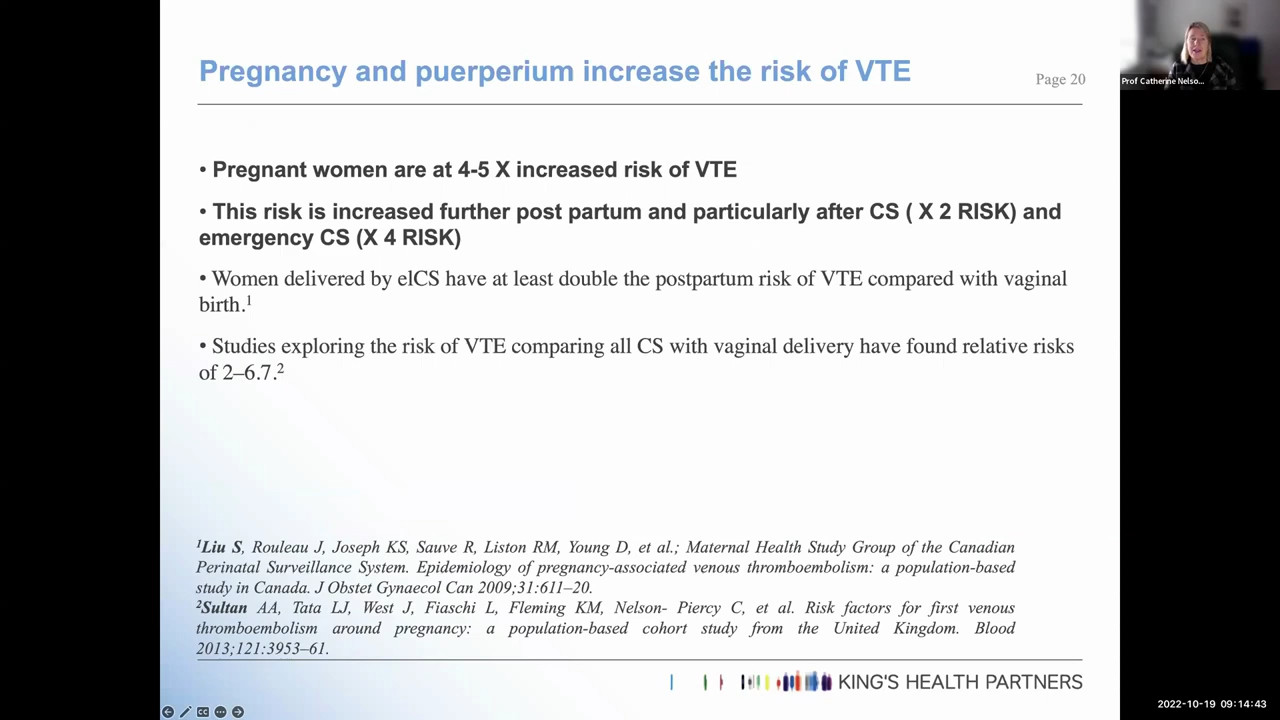 Pregnancy and puerperium increase the risk of VTE
Page 20
Prof Catherine Nelso...
• Pregnant women are at 4-5 X increased risk of VTE
• This risk is increased further post partum and particularly after CS ( X 2 RISK) and
emergency CS (X 4 RISK)
• Women delivered by elCS have at least double the postpartum risk of VTE compared with vaginal
birth.1
• Studies exploring the risk of VTE comparing all CS with vaginal delivery have found relative risks
of 2–6.7.2
1Liu S, Rouleau J, Joseph KS, Sauve R, Liston RM, Young D, et al.; Maternal Health Study Group of the Canadian
Perinatal Surveillance System. Epidemiology of pregnancy-associated venous thromboembolism: a population-based
study in Canada. J Obstet Gynaecol Can 2009;31:611–20.
2Sultan AA, Tata LJ, West J, Fiaschi L, Fleming KM, Nelson- Piercy C, et al. Risk factors for first venous
thromboembolism around pregnancy: a population-based cohort study from the United Kingdom. Blood
2013;121:3953–61.
KING'S HEALTH PARTNERS
CC
2022-10-19 09:14:43